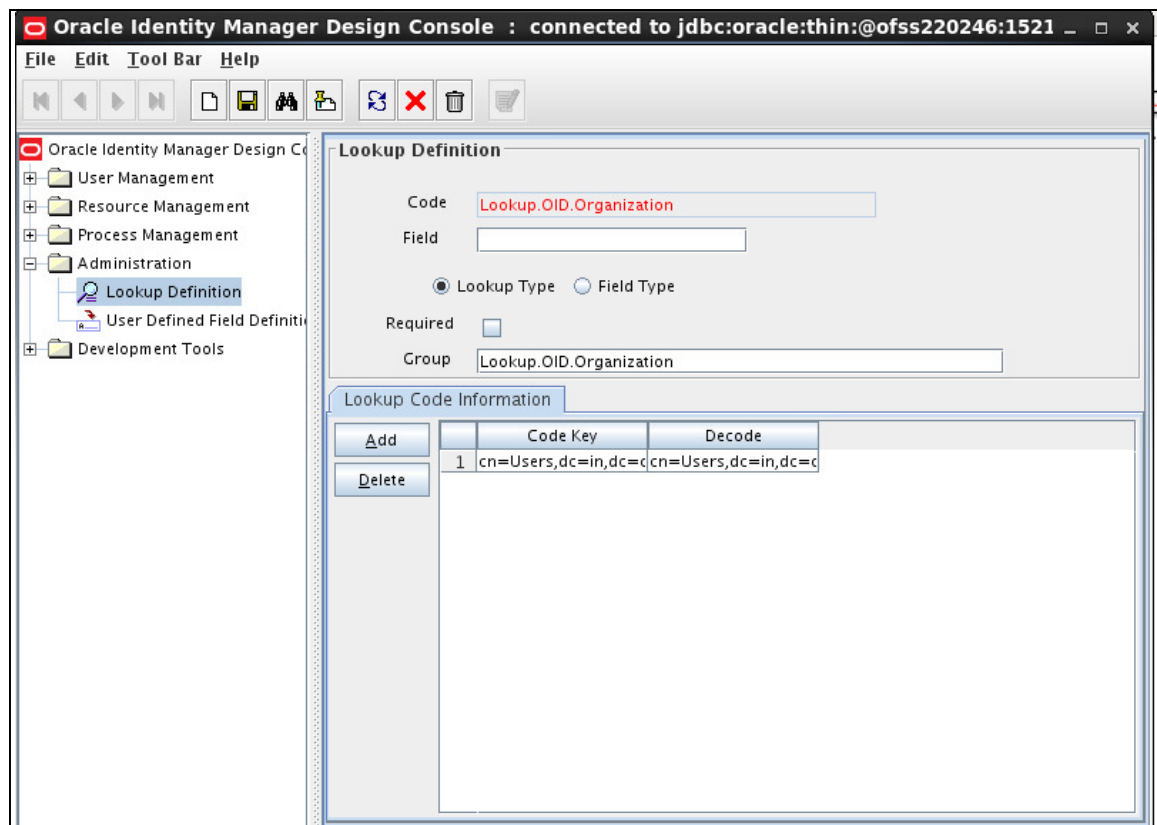 Oracle Identity Manager Design Console : connected to jdbc:oracle:thin:@ofss220246:1521
File Edit Tool Bar Help
Oracle Identity Manager Design Co
User Management
Resource Management
Process Management
Administration
Lookup Definition
User Defined Field Definiti
Development Tools
Lookup Definition
Code Lookup.OID.Organization
Field
Lookup Type Field Type
Required
Group Lookup.OID.Organization
Lookup Code Information
Add
Delete
Code Key Decode
1 cn=Users,dc=in,dc=c cn=Users,dc=in,dc=c